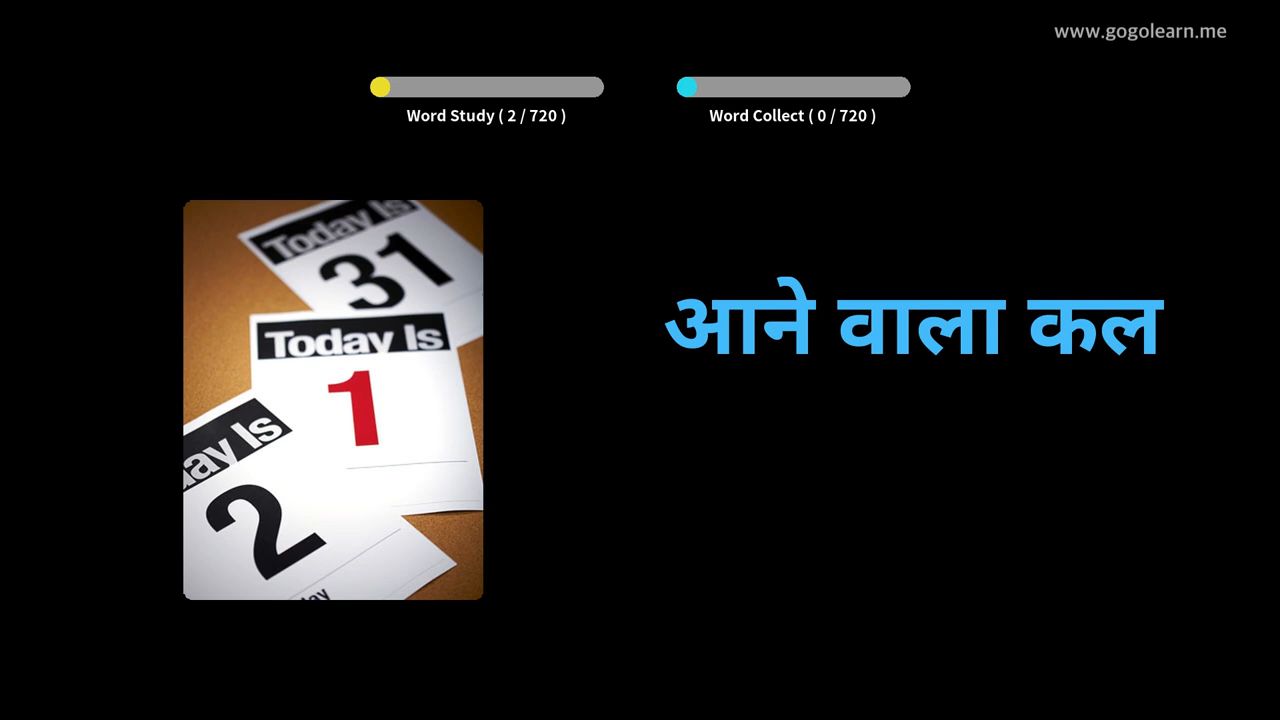 www.gogolearn.me
Word Study ( 2 / 720 )
Word Collect ( 0 / 720 )
Today Is
31
Today Is
1
ay Is
2
आने वाला कल